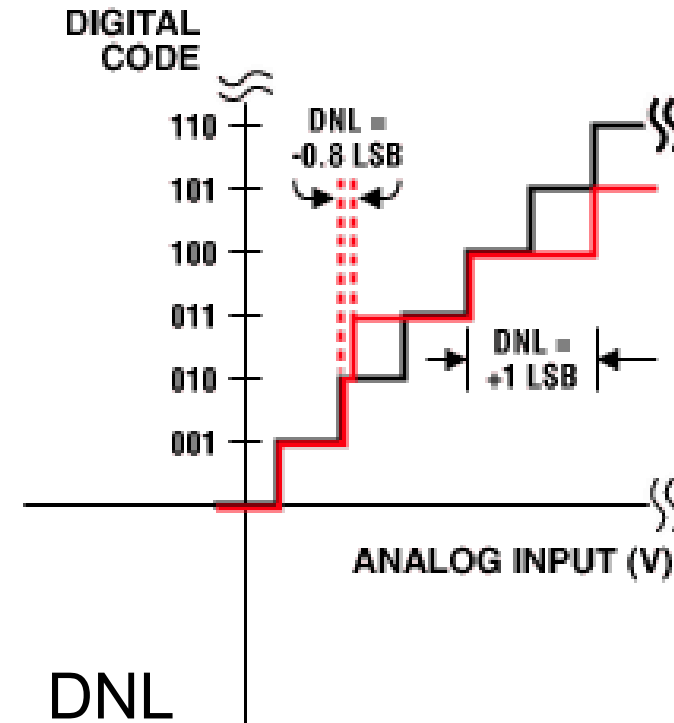 DIGITAL
CODE
110
101
100
011
010
001
DNL =
-0.8 LSB
DNL =
+1 LSB
ANALOG INPUT (V)
DNL